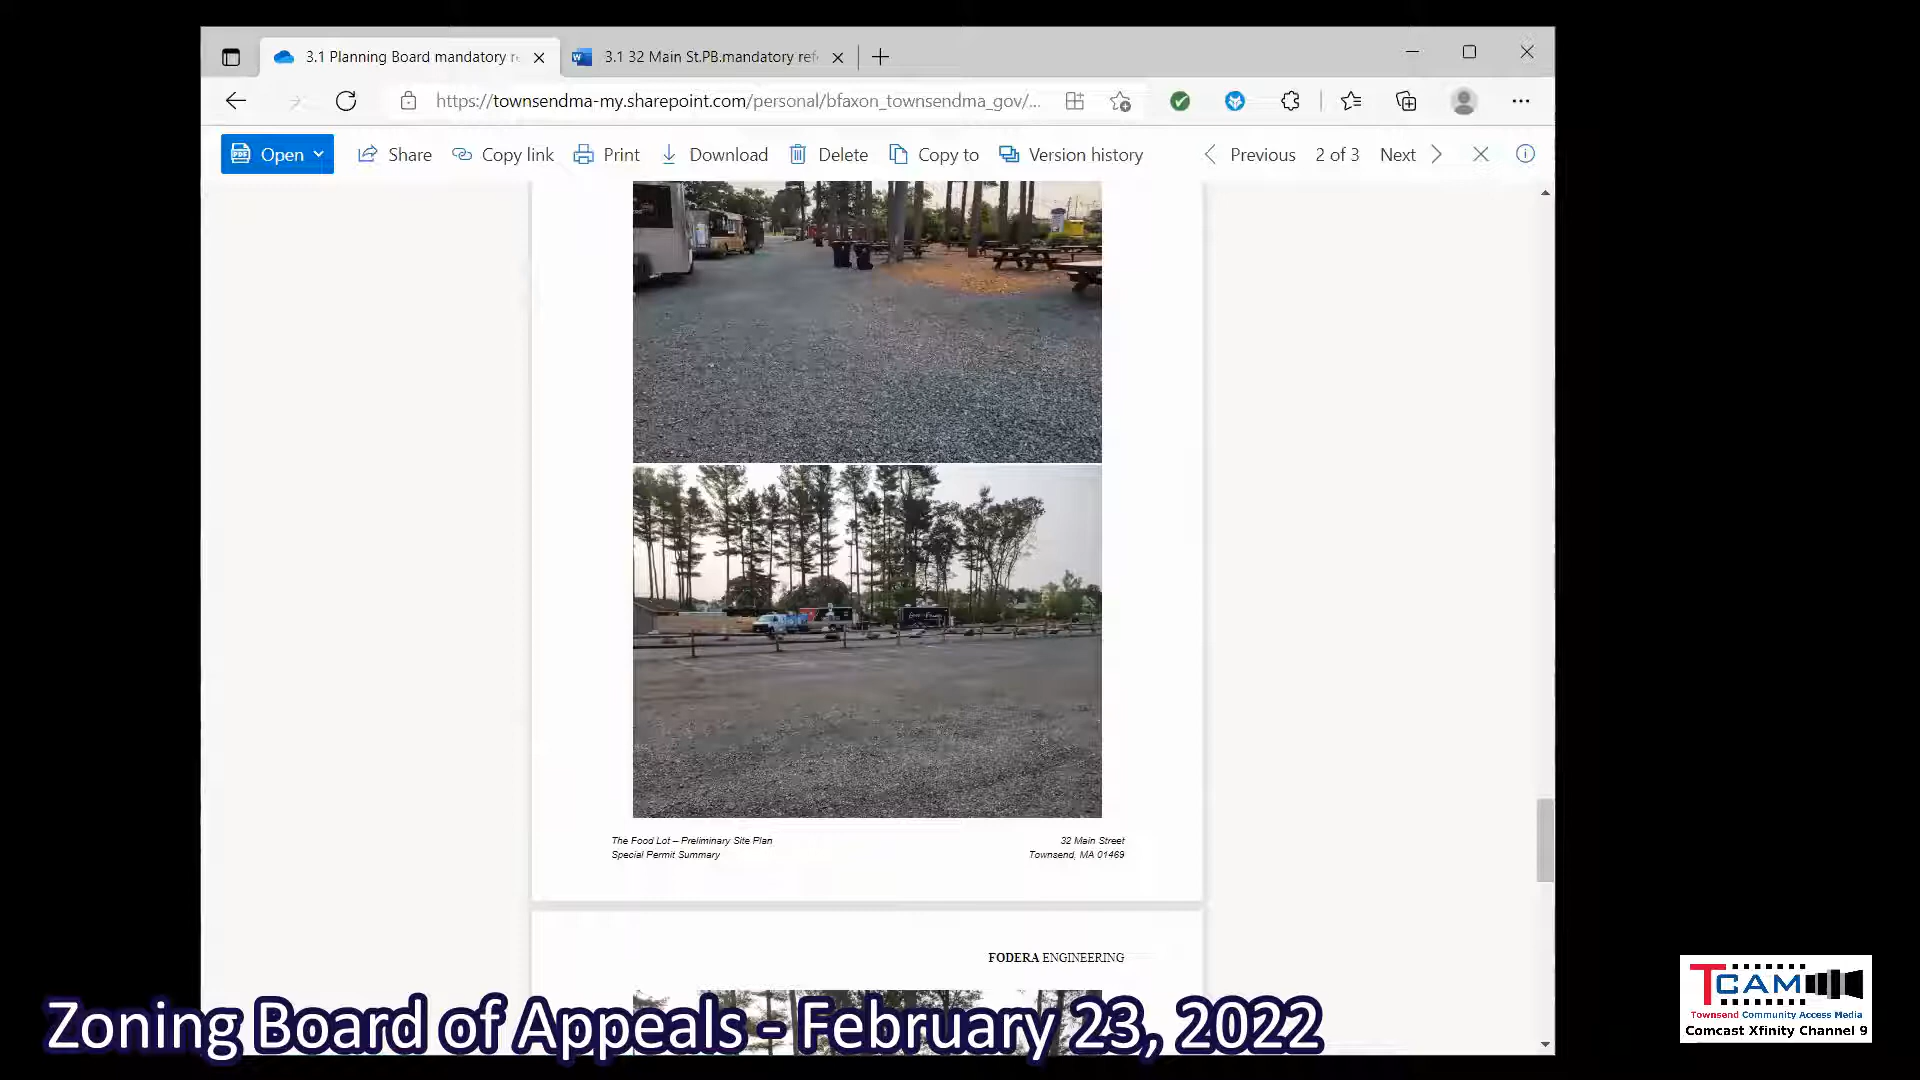 3.1 Planning Board mandatory r
3.1 32 Main St.PB.mandatory ref
https://townsendma-my.sharepoint.com/personal/bfaxon_townsendma_gov/...
PDF
Open
Share
Copy link
Print
Download
Delete
Copy to
Version history
Previous
2 of 3
Next
The Food Lot – Preliminary Site Plan
32 Main Street
Special Permit Summary
Townsend, MA 01469
FODERA ENGINEERING
Zoning Board of Appeals - February 23, 2022
TCAM
Townsend Community Access Media
Comcast Xfinity Channel 9